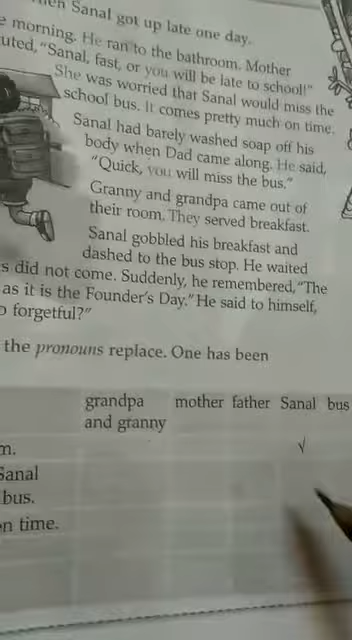 Sanal got up late one day.
morning. He ran to the bathroom. Mother
"Sanal, fast, or you will be late to school!"
She was worried that Sanal would miss the
school bus. It comes pretty much on time.
Sanal had barely washed soap off his
body when Dad came along. He said,
"Quick, you will miss the bus."
Granny and grandpa came out of
their room. They served breakfast.
Sanal gobbled his breakfast and
dashed to the bus stop. He waited
s did not come. Suddenly, he remembered, "The
as it is the Founder's Day." He said to himself,
o forgetful?"
the pronouns replace. One has been
grandpa mother father Sanal bus
and granny
m. √
Sanal
bus.
n time.